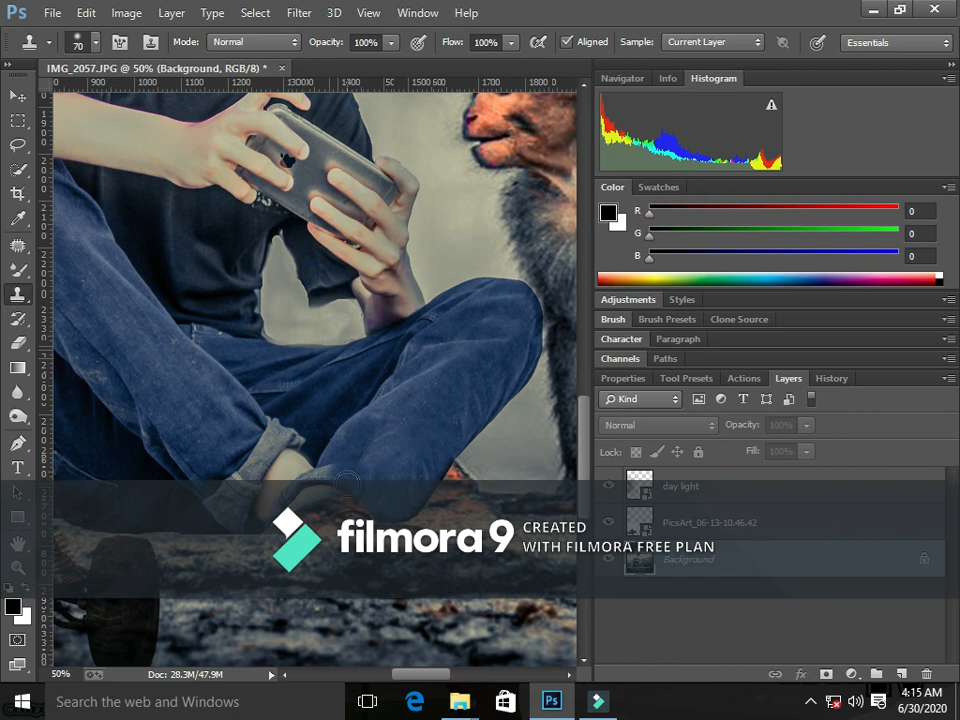 Ps File Edit Image Layer Type Select Filter 3D View Window Help
70 Mode: Normal Opacity: 100% Flow: 100% Aligned Sample: Current Layer Essentials
IMG_2057.JPG @ 50% (Background, RGB/8) *
Navigator Info Histogram
Color Swatches
R 0
G 0
B 0
Adjustments Styles
Brush Brush Presets Clone Source
Character Paragraph
Channels Paths
Properties Tool Presets Actions Layers History
Kind
Normal Opacity: 100%
Lock: Fill: 100%
day light
PicsArt_06-13-10.46.42
Background
filmora 9 CREATED
WITH FILMORA FREE PLAN
50% Doc: 28.3M/47.9M
Search the web and Windows
4:15 AM
6/30/2020